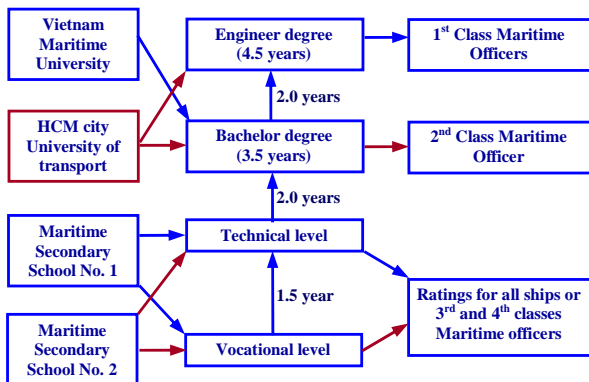 Vietnam
Maritime
University
Engineer degree
(4.5 years)
1st Class Maritime
Officers
2.0 years
HCM city
University of
transport
Bachelor degree
(3.5 years)
2nd Class Maritime
Officer
2.0 years
Maritime
Secondary
School No. 1
Technical level
1.5 year
Ratings for all ships or
3rd and 4th classes
Maritime officers
Maritime
Secondary
School No. 2
Vocational level